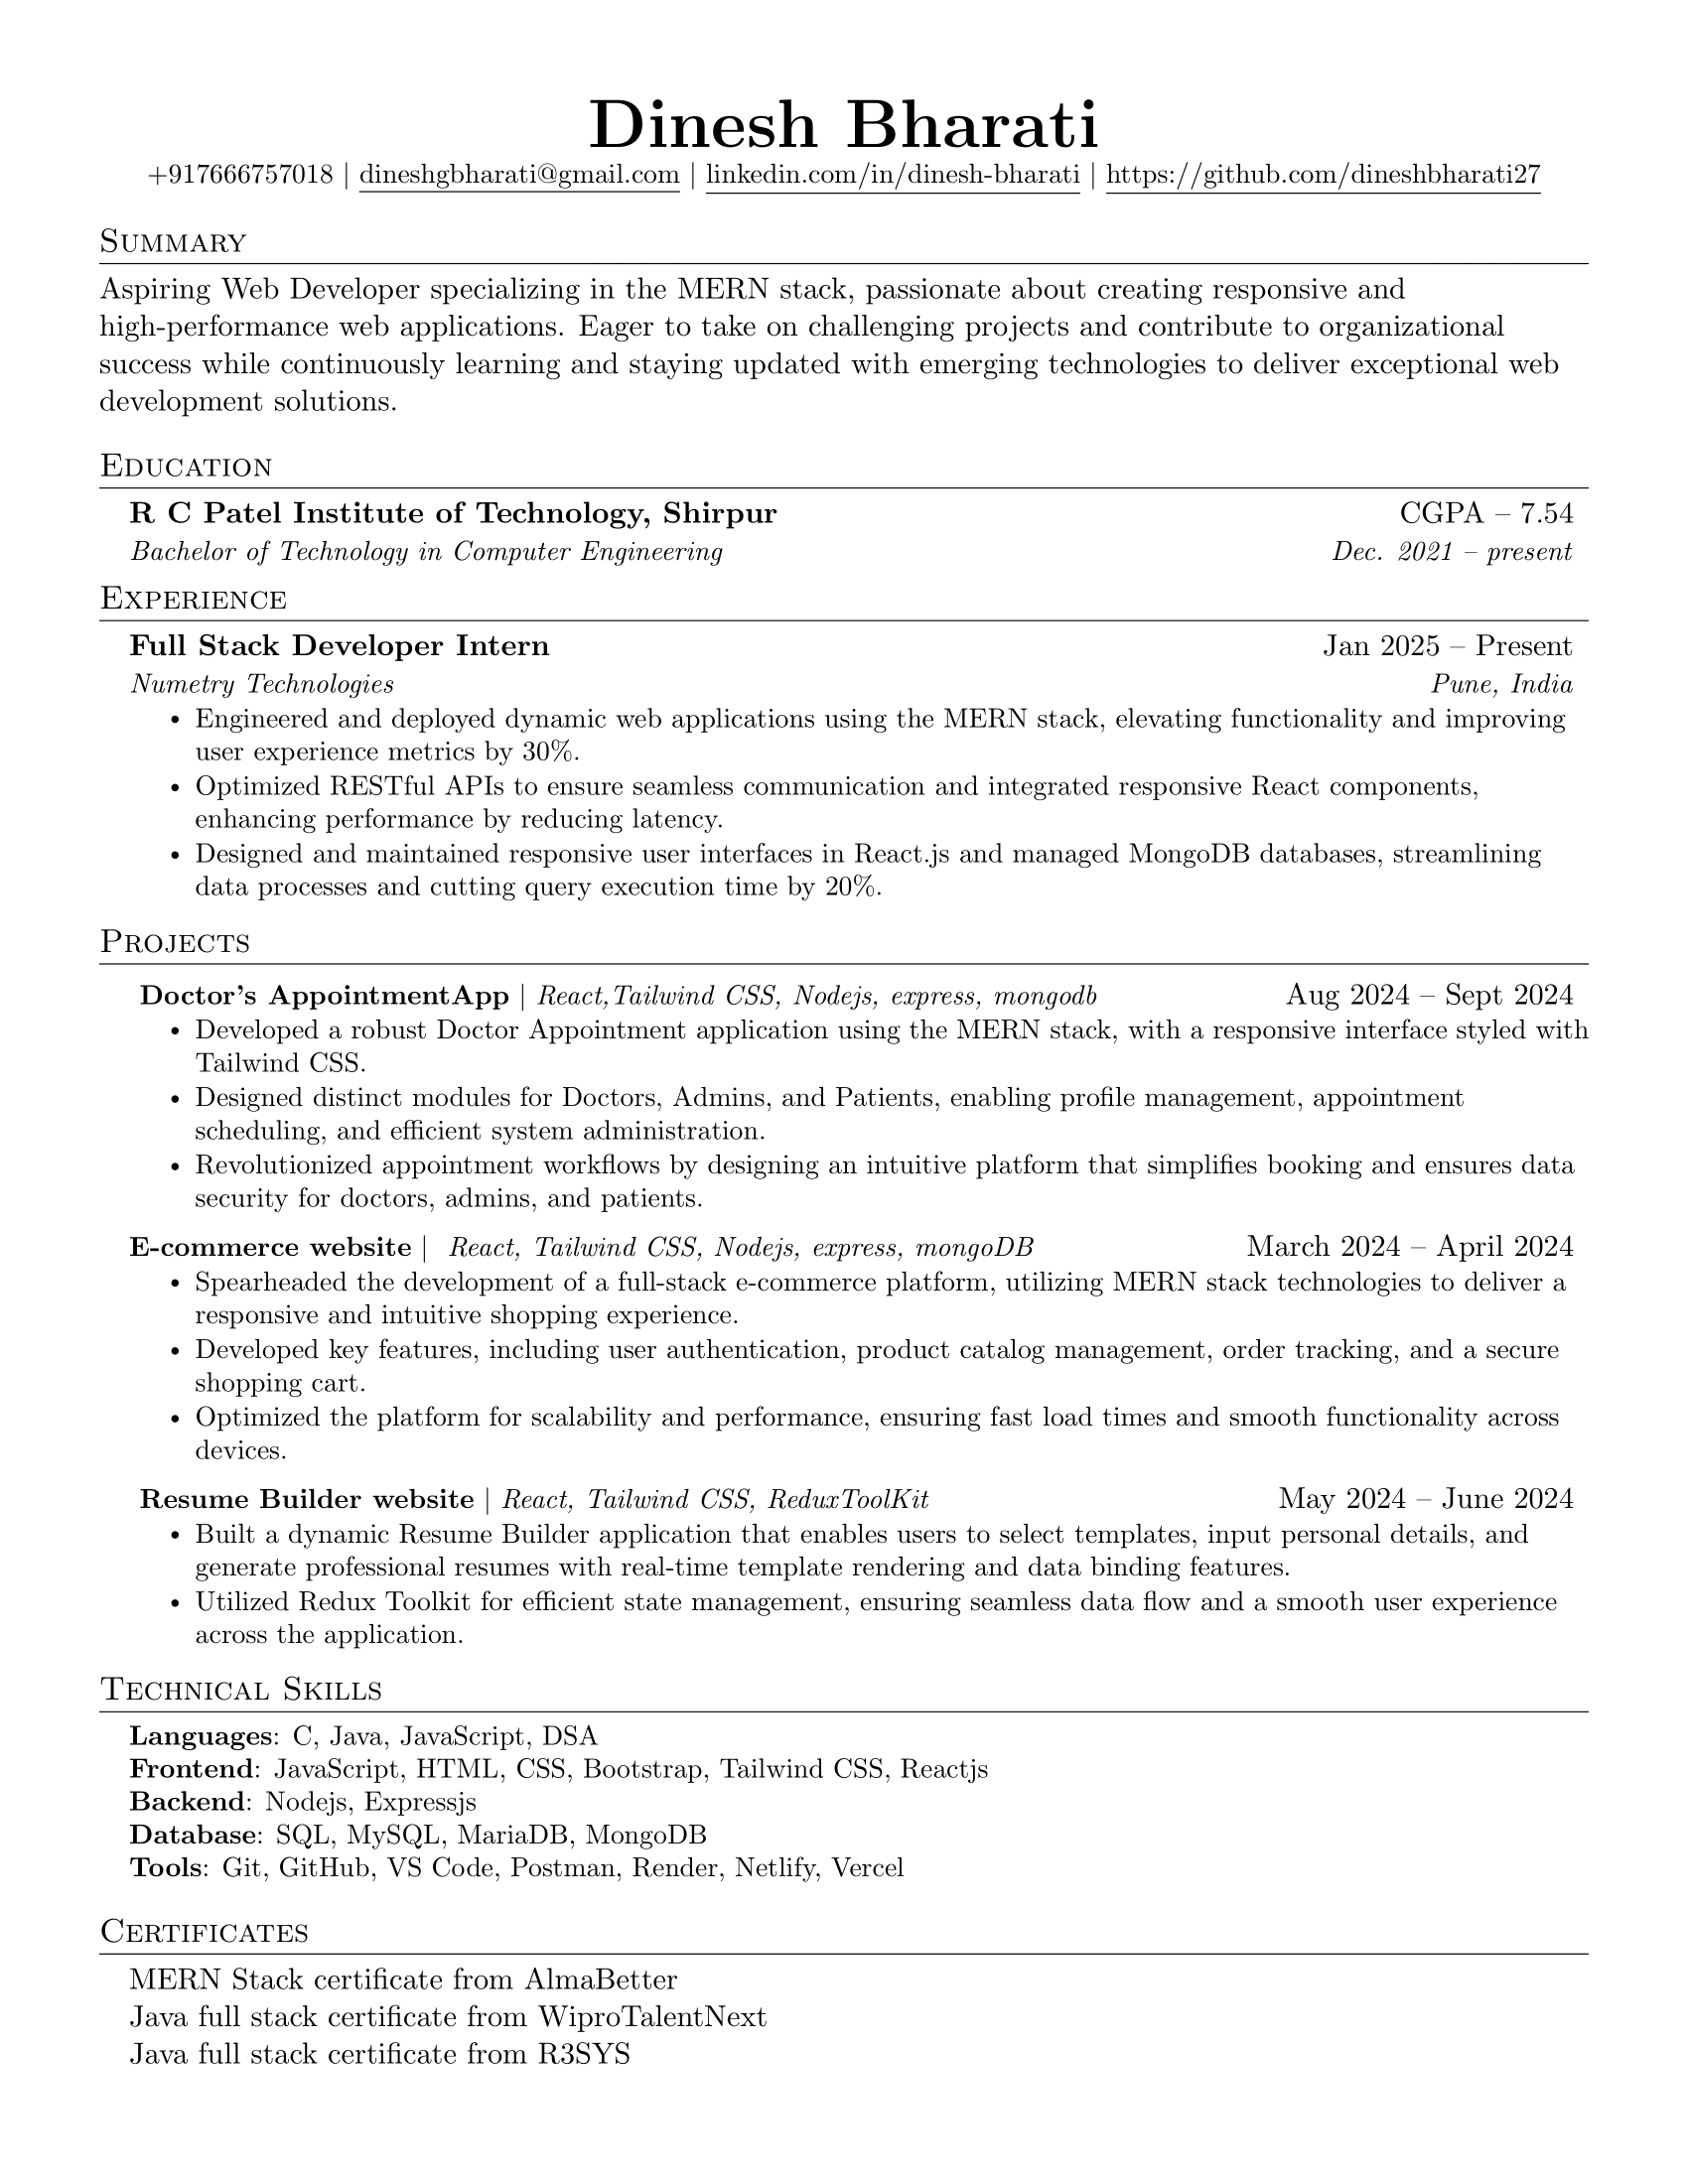 Dinesh Bharati
+917666757018 | dineshgbharati@gmail.com | linkedin.com/in/dinesh-bharati | https://github.com/dineshbharati27
Summary
Aspiring Web Developer specializing in the MERN stack, passionate about creating responsive and
high-performance web applications. Eager to take on challenging projects and contribute to organizational
success while continuously learning and staying updated with emerging technologies to deliver exceptional web
development solutions.
Education
R C Patel Institute of Technology, Shirpur CGPA – 7.54
Bachelor of Technology in Computer Engineering Dec. 2021 – present
Experience
Full Stack Developer Intern Jan 2025 – Present
Numetry Technologies Pune, India
• Engineered and deployed dynamic web applications using the MERN stack, elevating functionality and improving
user experience metrics by 30%.
• Optimized RESTful APIs to ensure seamless communication and integrated responsive React components,
enhancing performance by reducing latency.
• Designed and maintained responsive user interfaces in React.js and managed MongoDB databases, streamlining
data processes and cutting query execution time by 20%.
Projects
Doctor's AppointmentApp | React,Tailwind CSS, Nodejs, express, mongodb Aug 2024 – Sept 2024
• Developed a robust Doctor Appointment application using the MERN stack, with a responsive interface styled with
Tailwind CSS.
• Designed distinct modules for Doctors, Admins, and Patients, enabling profile management, appointment
scheduling, and efficient system administration.
• Revolutionized appointment workflows by designing an intuitive platform that simplifies booking and ensures data
security for doctors, admins, and patients.
E-commerce website | React, Tailwind CSS, Nodejs, express, mongoDB March 2024 – April 2024
• Spearheaded the development of a full-stack e-commerce platform, utilizing MERN stack technologies to deliver a
responsive and intuitive shopping experience.
• Developed key features, including user authentication, product catalog management, order tracking, and a secure
shopping cart.
• Optimized the platform for scalability and performance, ensuring fast load times and smooth functionality across
devices.
Resume Builder website | React, Tailwind CSS, ReduxToolKit May 2024 – June 2024
• Built a dynamic Resume Builder application that enables users to select templates, input personal details, and
generate professional resumes with real-time template rendering and data binding features.
• Utilized Redux Toolkit for efficient state management, ensuring seamless data flow and a smooth user experience
across the application.
Technical Skills
Languages: C, Java, JavaScript, DSA
Frontend: JavaScript, HTML, CSS, Bootstrap, Tailwind CSS, Reactjs
Backend: Nodejs, Expressjs
Database: SQL, MySQL, MariaDB, MongoDB
Tools: Git, GitHub, VS Code, Postman, Render, Netlify, Vercel
Certificates
MERN Stack certificate from AlmaBetter
Java full stack certificate from WiproTalentNext
Java full stack certificate from R3SYS